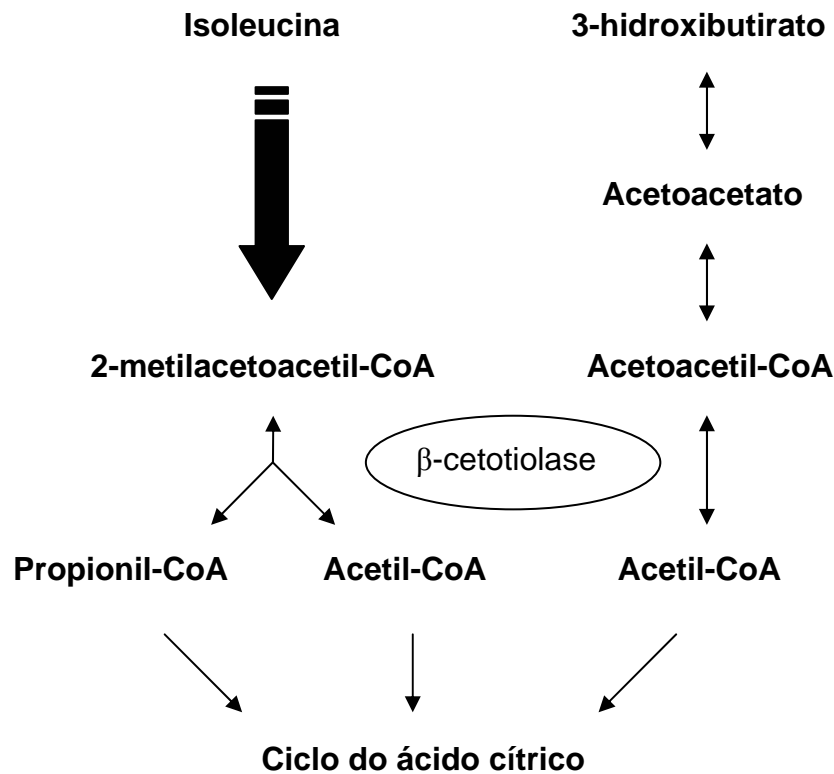 Isoleucina
3-hidroxibutirato
Acetoacetato
2-metilacetoacetil-CoA
Acetoacetil-CoA
β-cetotiolase
Propionil-CoA
Acetil-CoA
Acetil-CoA
Ciclo do ácido cítrico